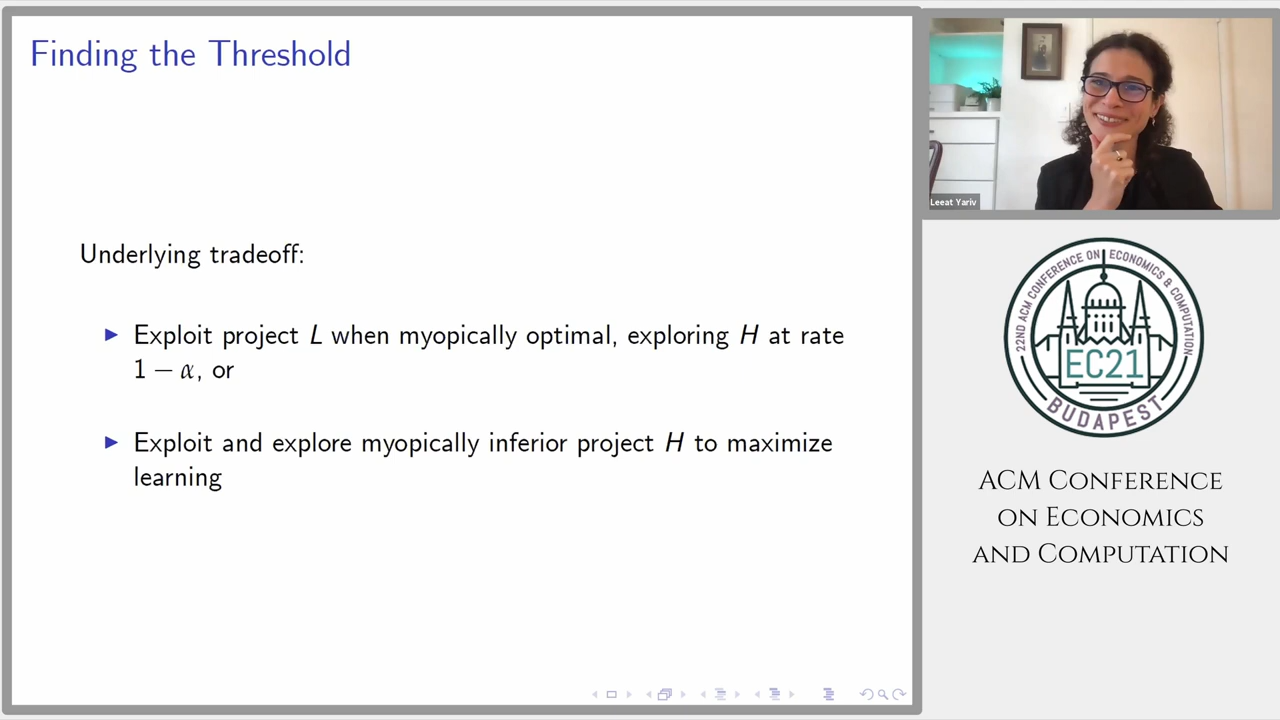 Finding the Threshold
Underlying tradeoff:
Exploit project L when myopically optimal, exploring H at rate
1 − α, or
Exploit and explore myopically inferior project H to maximize
learning
Leeat Yariv
22ND ACM CONFERENCE ON ECONOMICS & COMPUTATION
EC21
BUDAPEST
ACM Conference
on Economics
and Computation